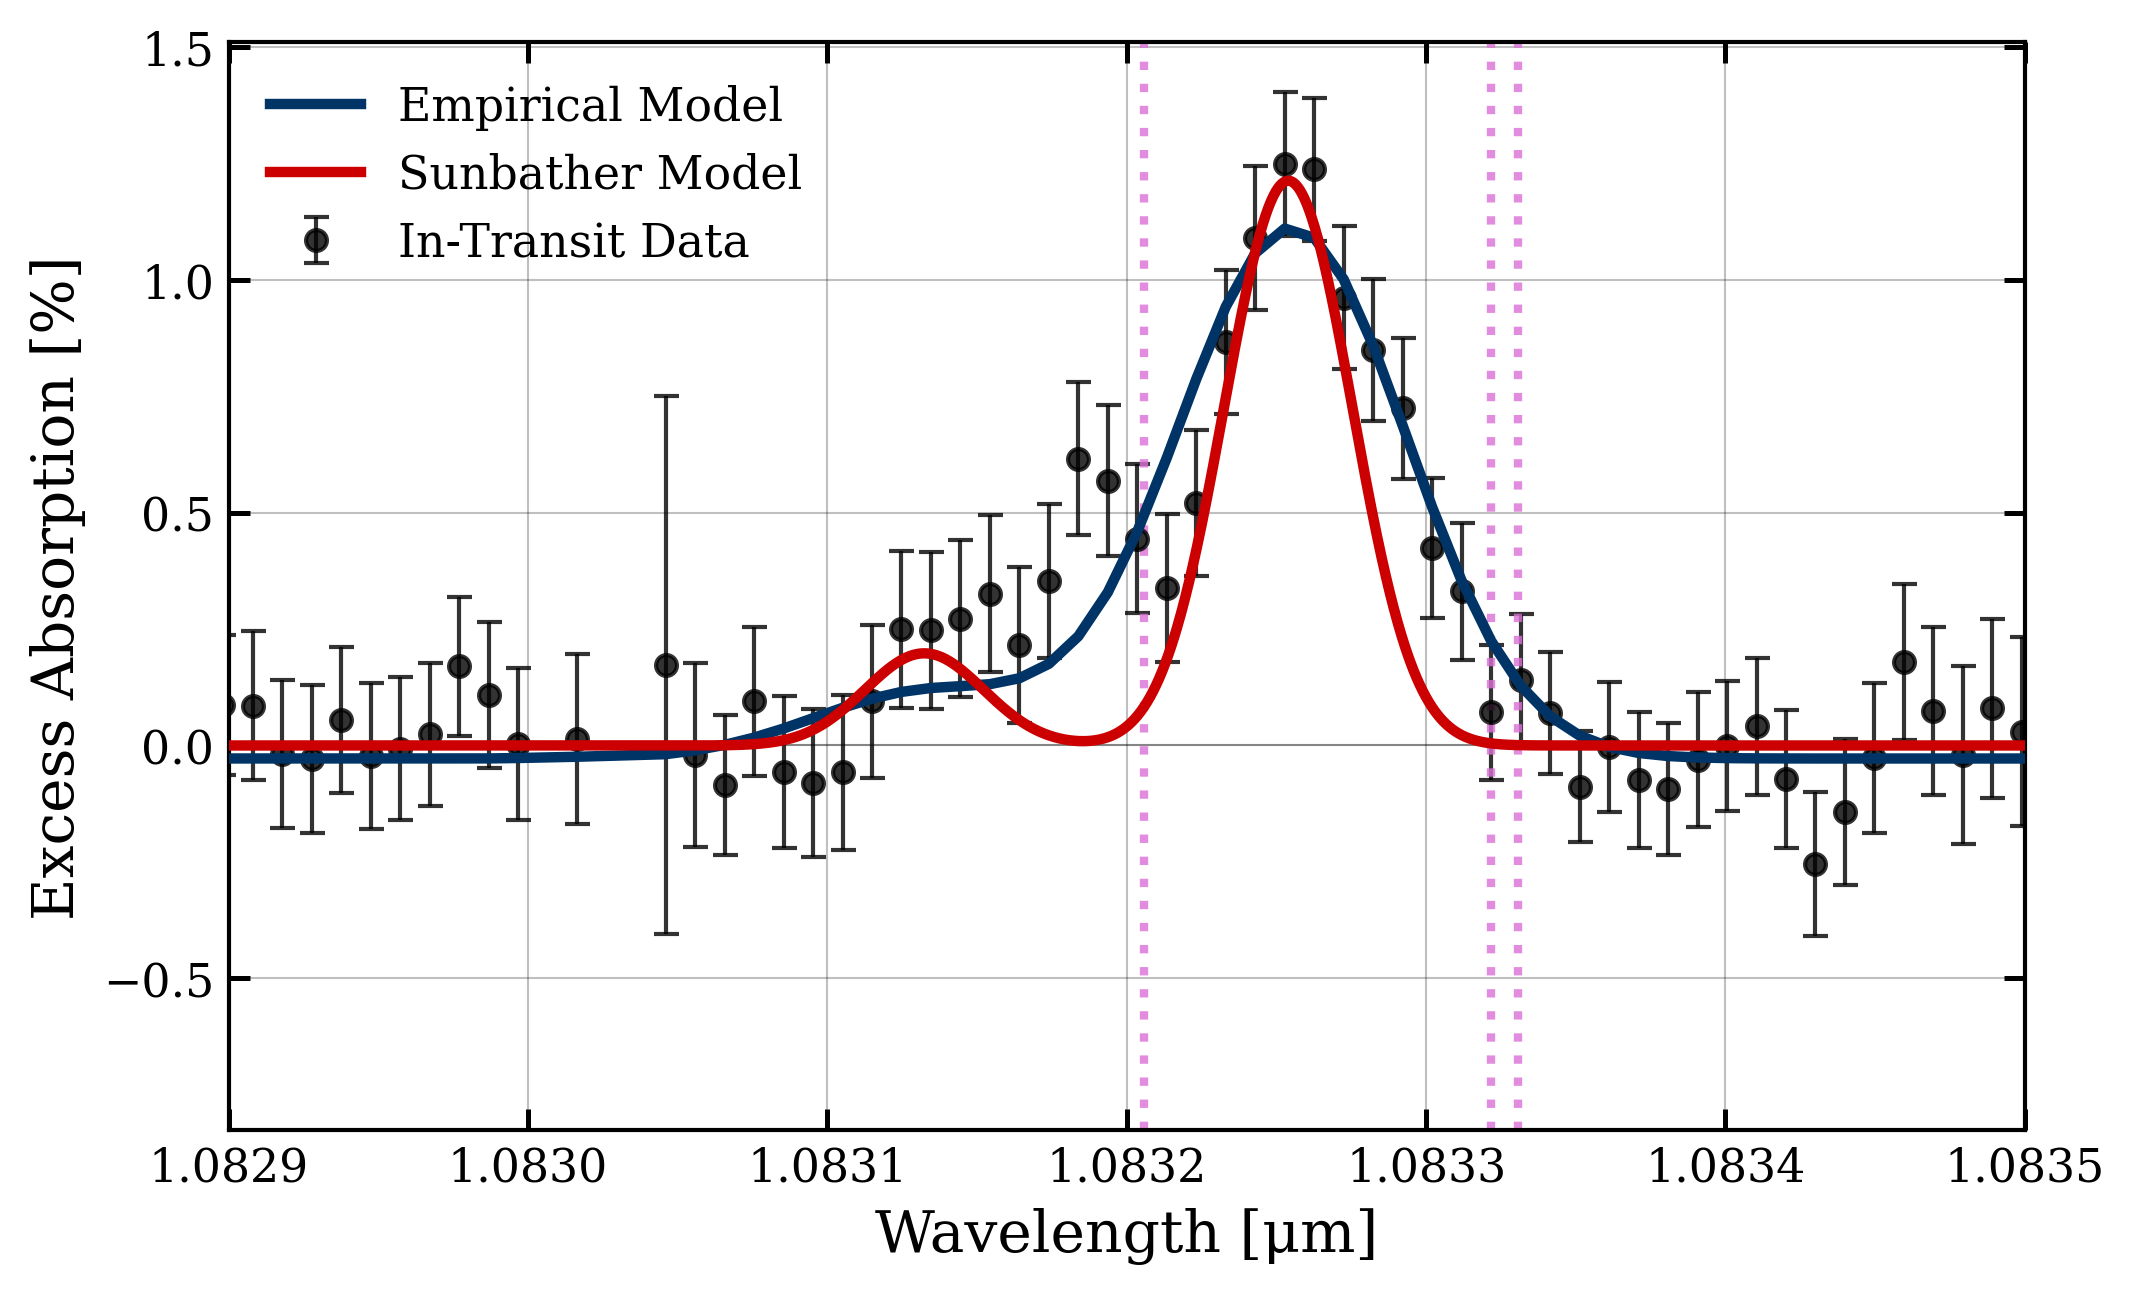 Empirical Model
Sunbather Model
In-Transit Data
1.5
1.0
0.5
0.0
−0.5
Excess Absorption [%]
1.0829 1.0830 1.0831 1.0832 1.0833 1.0834 1.0835
Wavelength [μm]